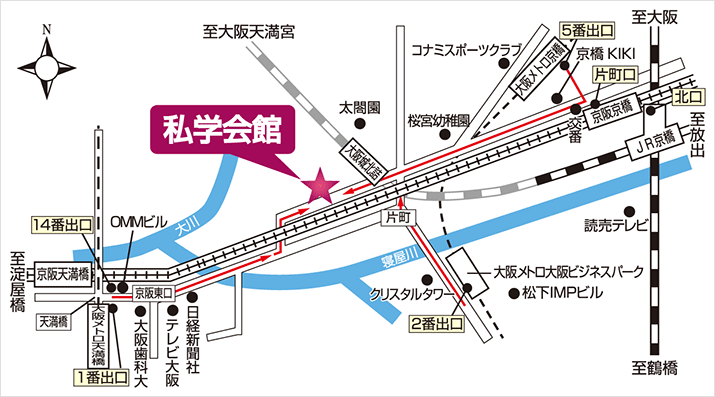 N
至大阪天満宮
コナミスポーツクラブ
大阪メトロ京橋
5番出口
京橋 KIKI
片町口
至大阪
北口
太閤園
桜宮幼稚園
交番
京阪京橋
JR京橋
至放出
私学会館
大阪城北詰
14番出口
OMMビル
大川
片町
寝屋川
読売テレビ
至淀屋橋
京阪天満橋
京阪東口
天満橋
大阪メトロ天満橋
1番出口
大阪歯科大
テレビ大阪
日経新聞社
クリスタルタワー
2番出口
大阪メトロ大阪ビジネスパーク
松下IMPビル
至鶴橋